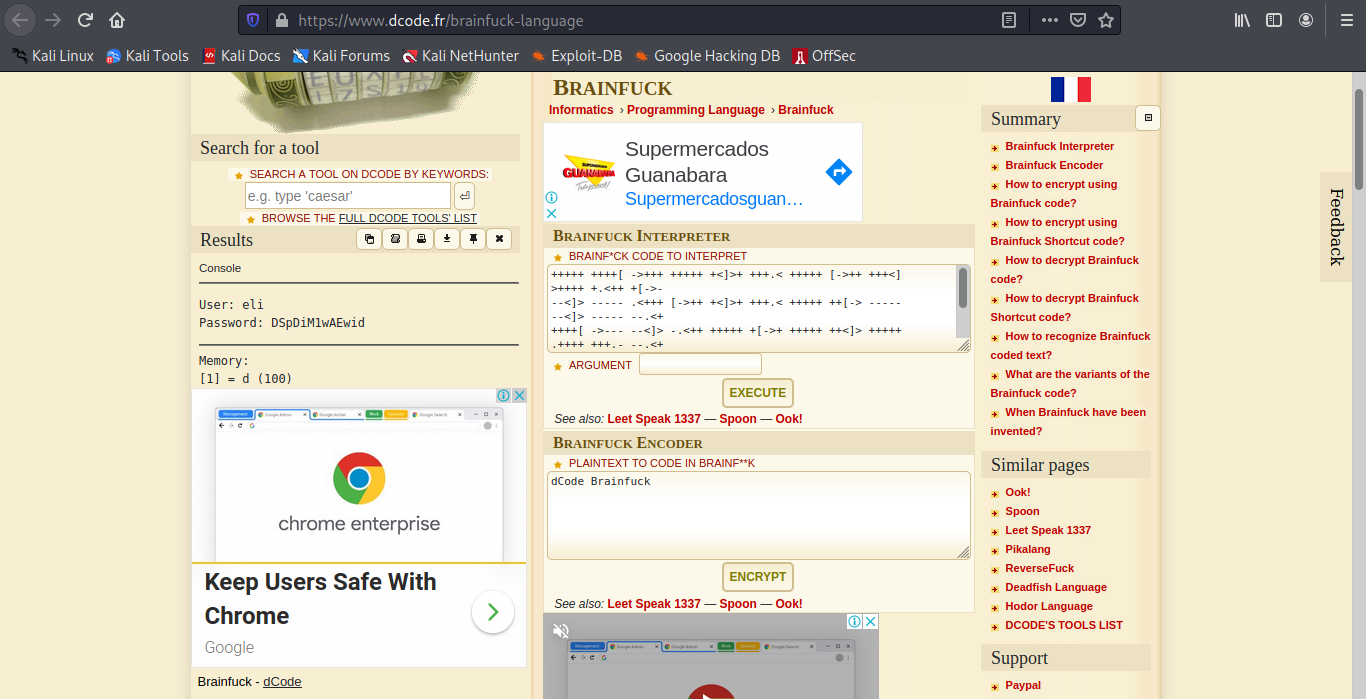 https://www.dcode.fr/brainfuck-language
Kali Linux
Kali Tools
Kali Docs
Kali Forums
Kali NetHunter
Exploit-DB
Google Hacking DB
OffSec
Search for a tool
SEARCH A TOOL ON DCODE BY KEYWORDS:
e.g. type 'caesar'
BROWSE THE FULL DCODE TOOLS' LIST
Results
Console
User: eli
Password: DSpDiM1wAEwid
Memory:
[1] = d (100)
chrome enterprise
Keep Users Safe With
Chrome
Google
Brainfuck - dCode
BRAINFUCK
Informatics › Programming Language › Brainfuck
GUANABARA
Supermercados
Guanabara
Supermercadosguan…
BRAINFUCK INTERPRETER
BRAINF*CK CODE TO INTERPRET
+++++ ++++[ ->+++ +++++ +<]>+ +++.< +++++ [->++ +++<]
>++++ +.<++ +[->-
--<]> ----- .<+++ [->++ +<]>+ +++.< +++++ ++[-> -----
--<]> ----- --.<+
++++[ ->--- --<]> -.<++ +++++ +[->+ +++++ ++<]> +++++
.++++ +++.- --.<+
ARGUMENT
EXECUTE
See also: Leet Speak 1337 — Spoon — Ook!
BRAINFUCK ENCODER
PLAINTEXT TO CODE IN BRAINF**K
dCode Brainfuck
ENCRYPT
See also: Leet Speak 1337 — Spoon — Ook!
Summary
Brainfuck Interpreter
Brainfuck Encoder
How to encrypt using
Brainfuck code?
How to encrypt using
Brainfuck Shortcut code?
How to decrypt Brainfuck
code?
How to decrypt Brainfuck
Shortcut code?
How to recognize Brainfuck
coded text?
What are the variants of the
Brainfuck code?
When Brainfuck have been
invented?
Similar pages
Ook!
Spoon
Leet Speak 1337
Pikalang
ReverseFuck
Deadfish Language
Hodor Language
DCODE'S TOOLS LIST
Support
Paypal
Feedback